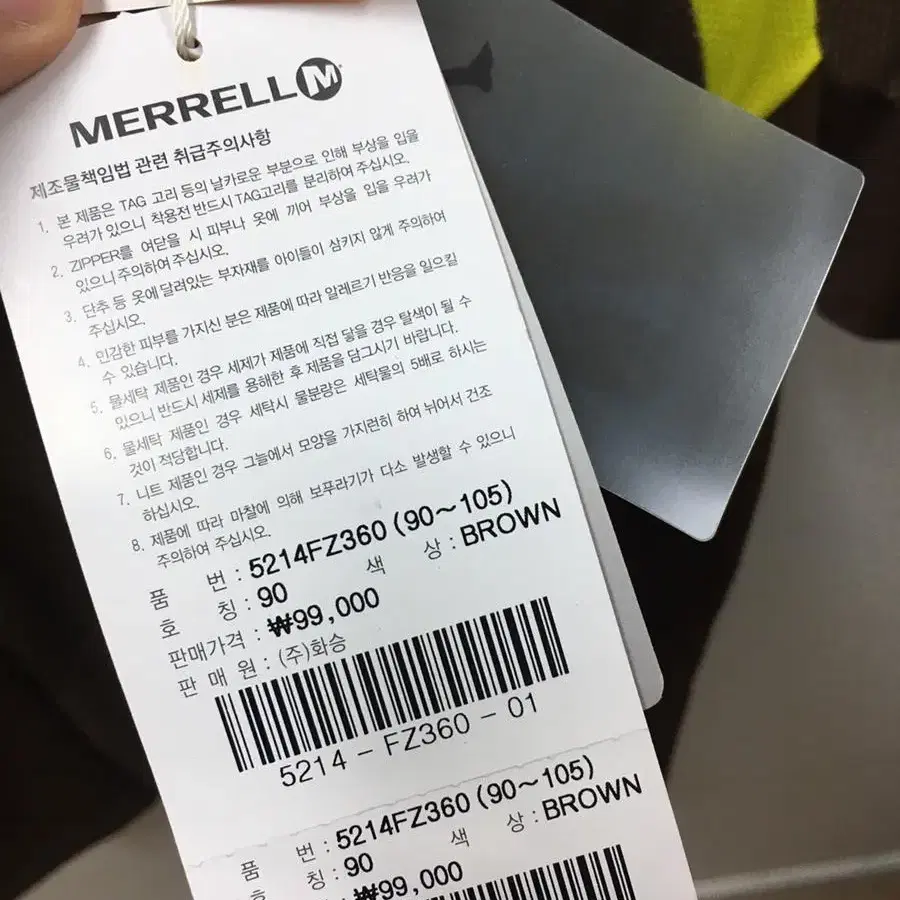 MERRELL M
제조물책임법 관련 취급주의사항
1. 본 제품은 TAG 고리 등의 날카로운 부분으로 인해 부상을 입을
우려가 있으니 착용전 반드시 TAG고리를 분리하여 주십시오.
2. ZIPPER를 여닫을 시 피부나 옷에 끼어 부상을 입을 우려가
있으니 주의하여 주십시오.
3. 단추 등 옷에 달려있는 부자재를 아이들이 삼키지 않게 주의하여
주십시오.
4. 민감한 피부를 가지신 분은 제품에 따라 알레르기 반응을 일으킬
수 있습니다.
5. 물세탁 제품인 경우 세제가 제품에 직접 닿을 경우 탈색이 될 수
있으니 반드시 세제를 용해한 후 제품을 담그시기 바랍니다.
6. 물세탁 제품인 경우 세탁시 물분량은 세탁물의 5배로 하시는
것이 적당합니다.
7. 니트 제품인 경우 그늘에서 모양을 가지런히 하여 뉘어서 건조
하십시오.
8. 제품에 따라 마찰에 의해 보푸라기가 다소 발생할 수 있으니
주의하여 주십시오.
품 번 : 5214FZ360 (90~105)
호 칭 : 90 색 상 : BROWN
판매가격 : ₩99,000
판 매 원 : (주)화승
5214 - FZ360 - 01
품 번 : 5214FZ360 (90~105)
호 칭 : 90 색 상 : BROWN
₩99,000